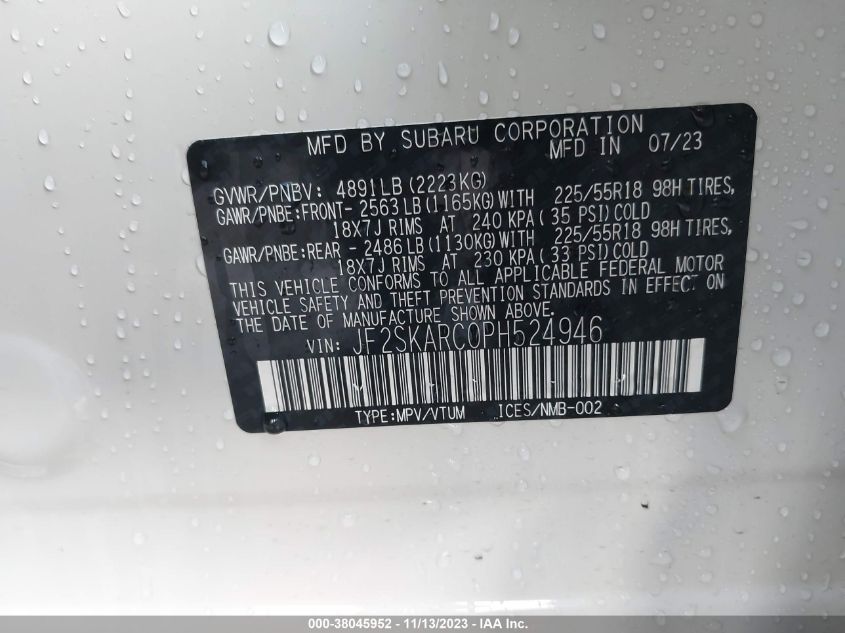 MFD BY SUBARU CORPORATION
MFD IN 07/23
GVWR/PNBV: 4891LB(2223KG)
GAWR/PNBE:FRONT- 2563LB(1165KG)WITH 225/55R18 98H TIRES,
18X7J RIMS AT 240 KPA( 35 PSI)COLD
GAWR/PNBE:REAR - 2486LB(1130KG)WITH 225/55R18 98H TIRES,
18X7J RIMS AT 230 KPA( 33 PSI)COLD
THIS VEHICLE CONFORMS TO ALL APPLICABLE FEDERAL MOTOR
VEHICLE SAFETY AND THEFT PREVENTION STANDARDS IN EFFECT ON
THE DATE OF MANUFACTURE SHOWN ABOVE.
VIN: JF2SKARC0PH524946
TYPE:MPV/VTUM ICES/NMB-002
000-38045952 - 11/13/2023 - IAA Inc.